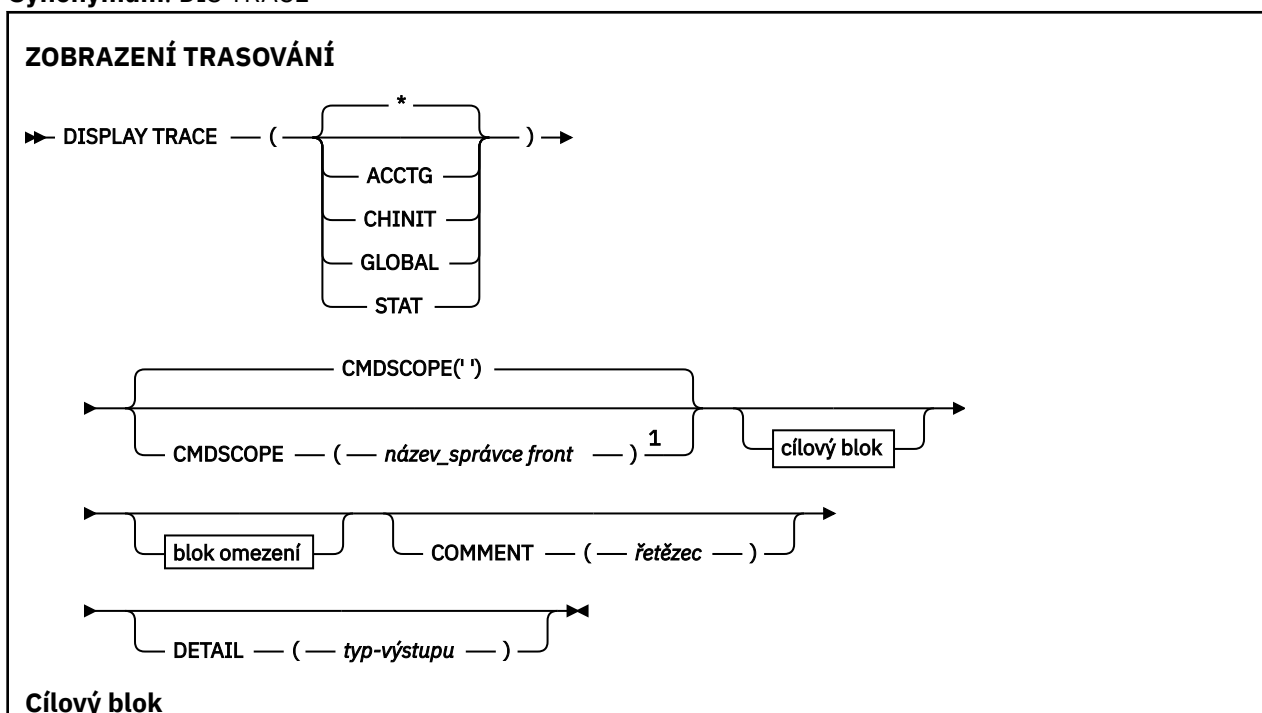 Synonymum: DIS TRACE
ZOBRAZENÍ TRASOVÁNÍ
*
DISPLAY TRACE ( )
ACCTG
CHINIT
GLOBAL
STAT
CMDSCOPE(' ')
CMDSCOPE ( název_správce front ) 1
cílový blok
blok omezení
COMMENT ( řetězec )
DETAIL ( typ-výstupu )
Cílový blok